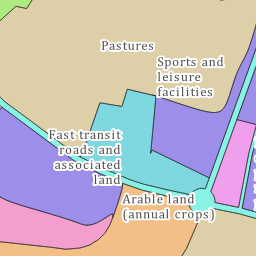 Pastures
Sports and
leisure
facilities
Fast transit
roads and
associated
land
Arable land
(annual crops)